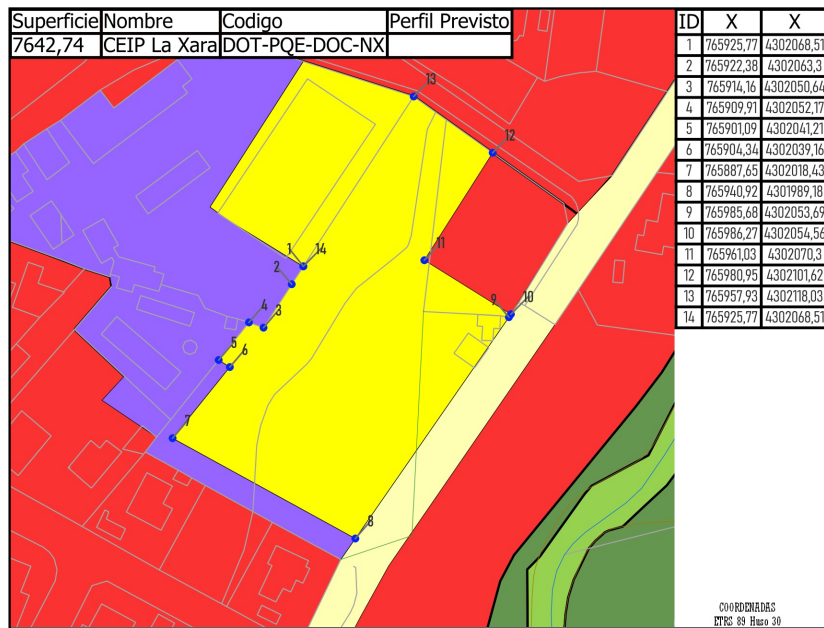 Superficie Nombre Codigo Perfil Previsto
7642,74 CEIP La Xara DOT-PQE-DOC-NX
ID X X
1 765925,77 4302068,51
2 765922,38 4302063,3
3 765914,16 4302050,64
4 765909,91 4302052,17
5 765901,09 4302041,21
6 765904,34 4302039,16
7 765887,65 4302018,43
8 765940,92 4301989,18
9 765985,68 4302053,69
10 765986,27 4302054,56
11 765961,03 4302070,3
12 765980,95 4302101,62
13 765957,93 4302118,03
14 765925,77 4302068,51
13
12
11
1 14
2
10
9
4
3
5
6
7
8
COORDENADAS
ETRS 89 Huso 30